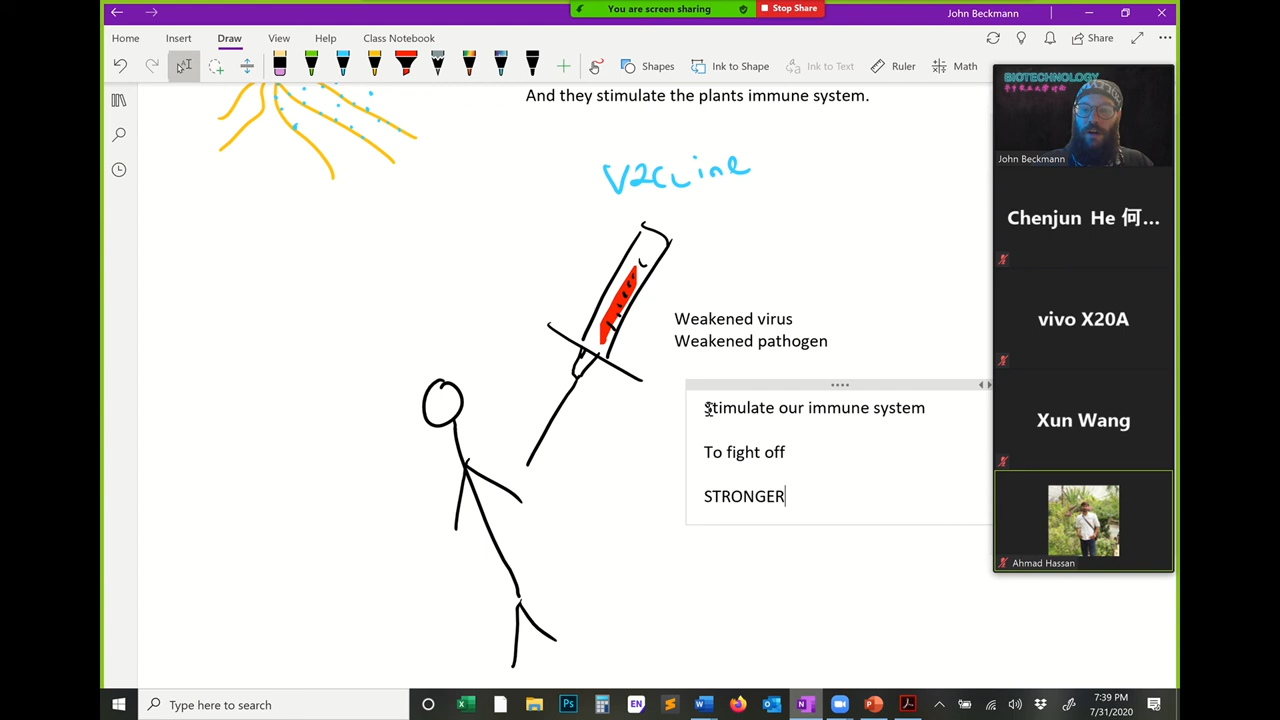 You are screen sharing
Stop Share
John Beckmann
Home
Insert
Draw
View
Help
Class Notebook
Share
Shapes
Ink to Shape
Ink to Text
Ruler
Math
And they stimulate the plants immune system.
Vaccine
Weakened virus
Weakened pathogen
Stimulate our immune system
To fight off
STRONGER
BIOTECHNOLOGY
John Beckmann
Chenjun He 何...
vivo X20A
Xun Wang
Ahmad Hassan
Type here to search
EN
7:39 PM
7/31/2020